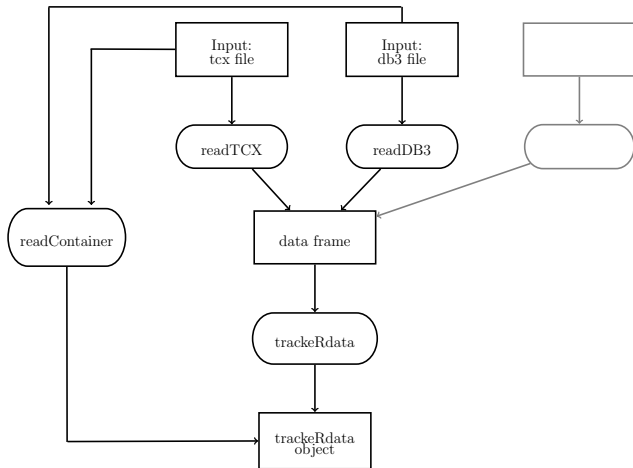 Input:
tcx file
Input:
db3 file
readTCX
readDB3
readContainer
data frame
trackeRdata
trackeRdata
object